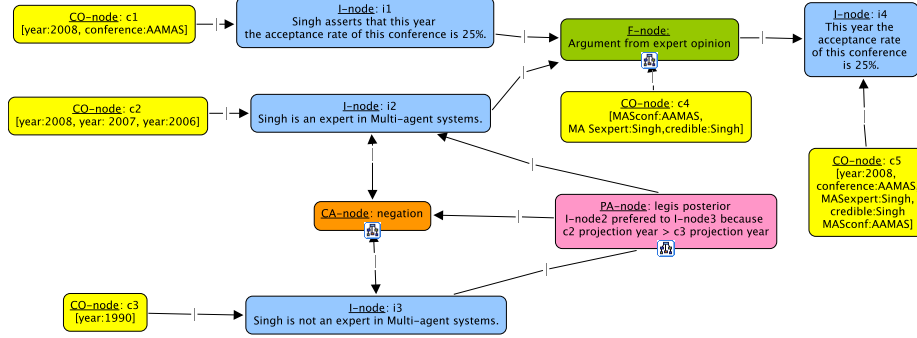 CO-node: c1
[year:2008, conference:AAMAS]
I-node: i1
Singh asserts that this year
the acceptance rate of this conference is 25%.
F-node:
Argument from expert opinion
I-node: i4
This year the
acceptance rate
of this conference
is 25%.
CO-node: c2
[year:2008, year: 2007, year:2006]
I-node: i2
Singh is an expert in Multi-agent systems.
CO-node: c4
[MASconf:AAMAS,
MA Sexpert:Singh,credible:Singh]
CO-node: c5
[year:2008,
conference:AAMAS
MASexpert:Singh,
credible:Singh
MASconf:AAMAS]
CA-node: negation
PA-node: legis posterior
I-node2 prefered to I-node3 because
c2 projection year > c3 projection year
CO-node: c3
[year:1990]
I-node: i3
Singh is not an expert in Multi-agent systems.